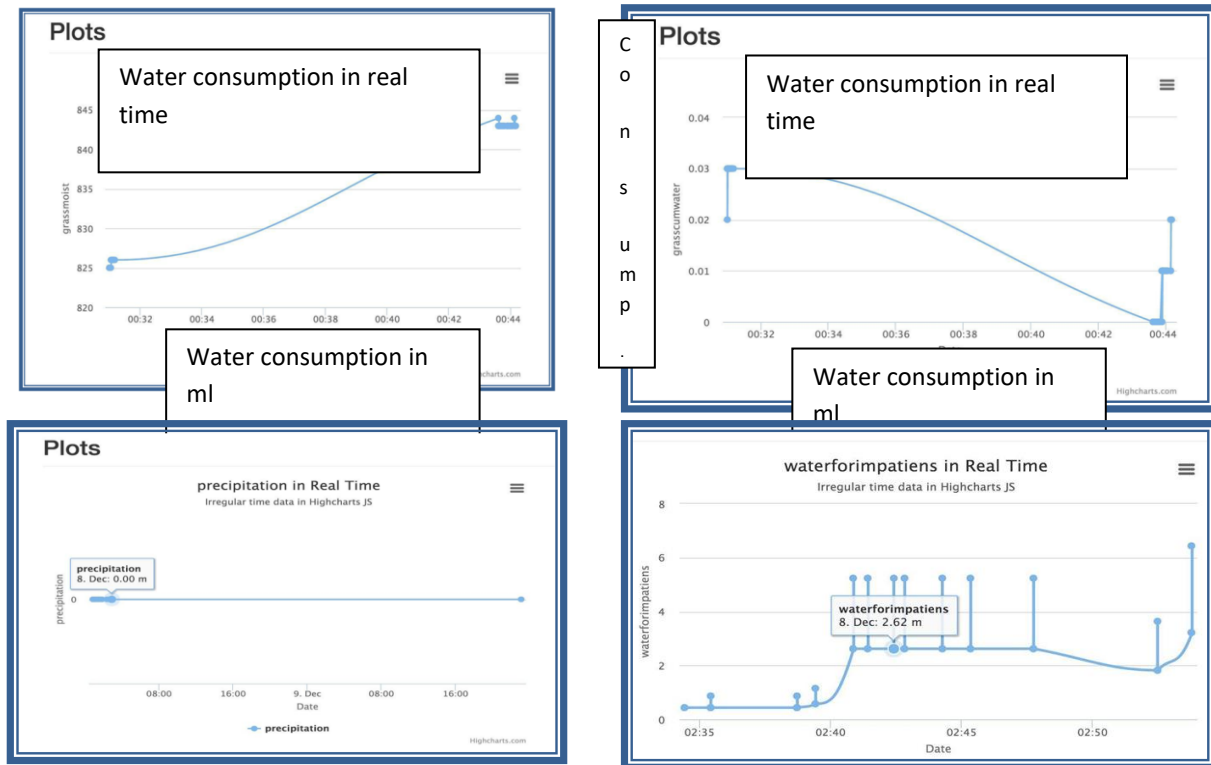 Plots
Water consumption in real
time
845
840
835
830
825
820
grassmoist
00:32 00:34 00:36 00:38 00:40 00:42 00:44
Water consumption in
ml
charts.com
C
o
n
s
u
m
p
.
Plots
Water consumption in real
time
0.04
0.03
0.02
0.01
0
grasscumwater
00:32 00:34 00:36 00:38 00:40 00:42 00:44
Water consumption in
ml
Highcharts.com
Plots
precipitation in Real Time
Irregular time data in Highcharts JS
precipitation
8. Dec: 0.00 m
precipitation
0
08:00 16:00 9. Dec 08:00 16:00
Date
precipitation
Highcharts.com
waterforimpatiens in Real Time
Irregular time data in Highcharts JS
8
6
4
2
0
waterforimpatiens
waterforimpatiens
8. Dec: 2.62 m
02:35 02:40 02:45 02:50
Date